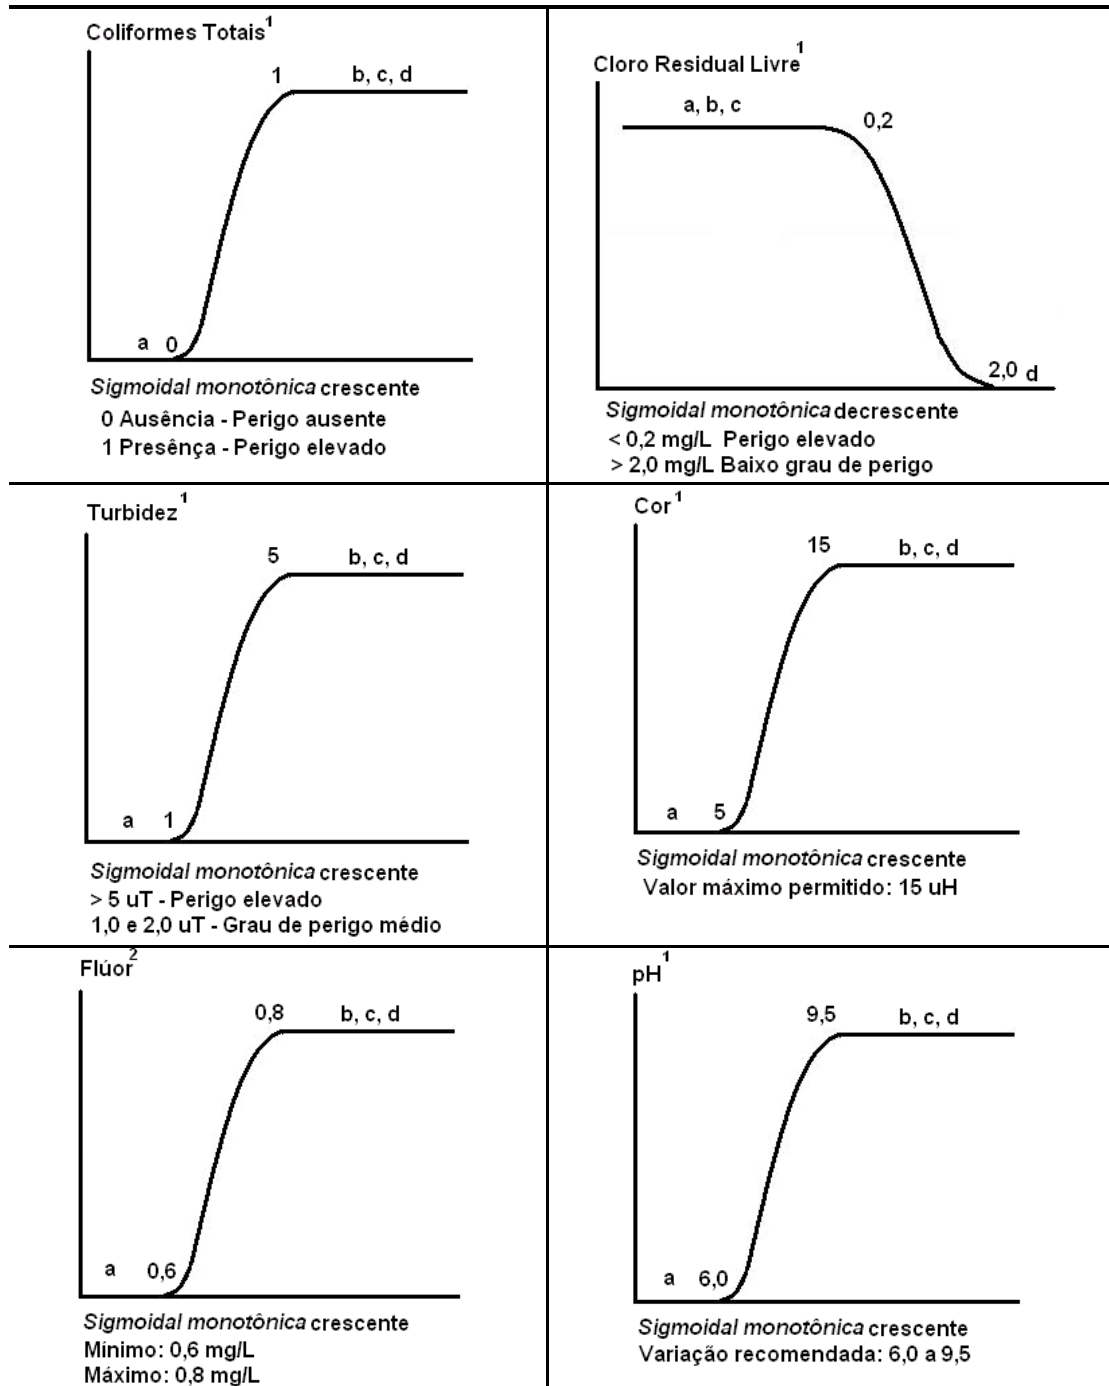 Coliformes Totais1
1 b, c, d
a 0
Sigmoidal monotônica crescente
0 Ausência - Perigo ausente
1 Presênça - Perigo elevado
Cloro Residual Livre1
a, b, c
0,2
2,0 d
Sigmoidal monotônica decrescente
< 0,2 mg/L Perigo elevado
> 2,0 mg/L Baixo grau de perigo
Turbidez1
5 b, c, d
a 1
Sigmoidal monotônica crescente
> 5 uT - Perigo elevado
1,0 e 2,0 uT - Grau de perigo médio
Cor1
15 b, c, d
a 5
Sigmoidal monotônica crescente
Valor máximo permitido: 15 uH
Flúor2
0,8 b, c, d
a 0,6
Sigmoidal monotônica crescente
Mínimo: 0,6 mg/L
Máximo: 0,8 mg/L
pH1
9,5 b, c, d
a 6,0
Sigmoidal monotônica crescente
Variação recomendada: 6,0 a 9,5